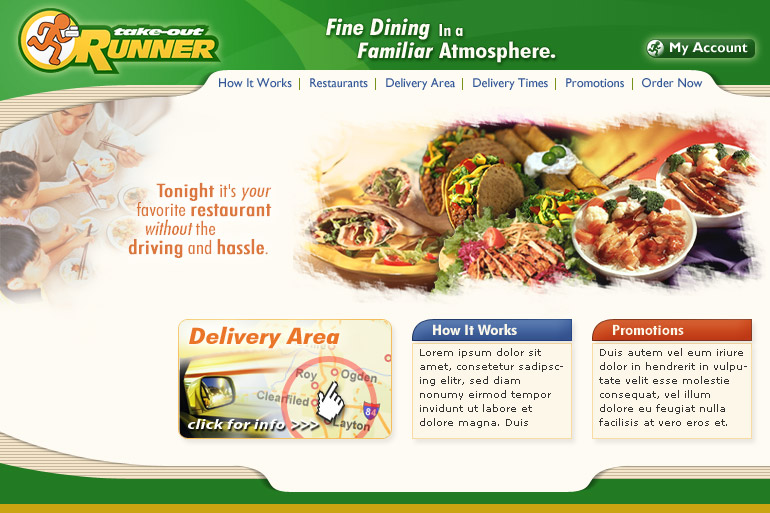 take-out
RUNNER
Fine Dining In a
Familiar Atmosphere.
My Account
How It Works | Restaurants | Delivery Area | Delivery Times | Promotions | Order Now
Tonight it's your
favorite restaurant
without the
driving and hassle.
Delivery Area
Roy
Ogden
Clearfield
84
Layton
click for info >>>
How It Works
Lorem ipsum dolor sit
amet, consetetur sadipsc-
ing elitr, sed diam
nonumy eirmod tempor
invidunt ut labore et
dolore magna. Duis
Promotions
Duis autem vel eum iriure
dolor in hendrerit in vulpu-
tate velit esse molestie
consequat, vel illum
dolore eu feugiat nulla
facilisis at vero eros et.